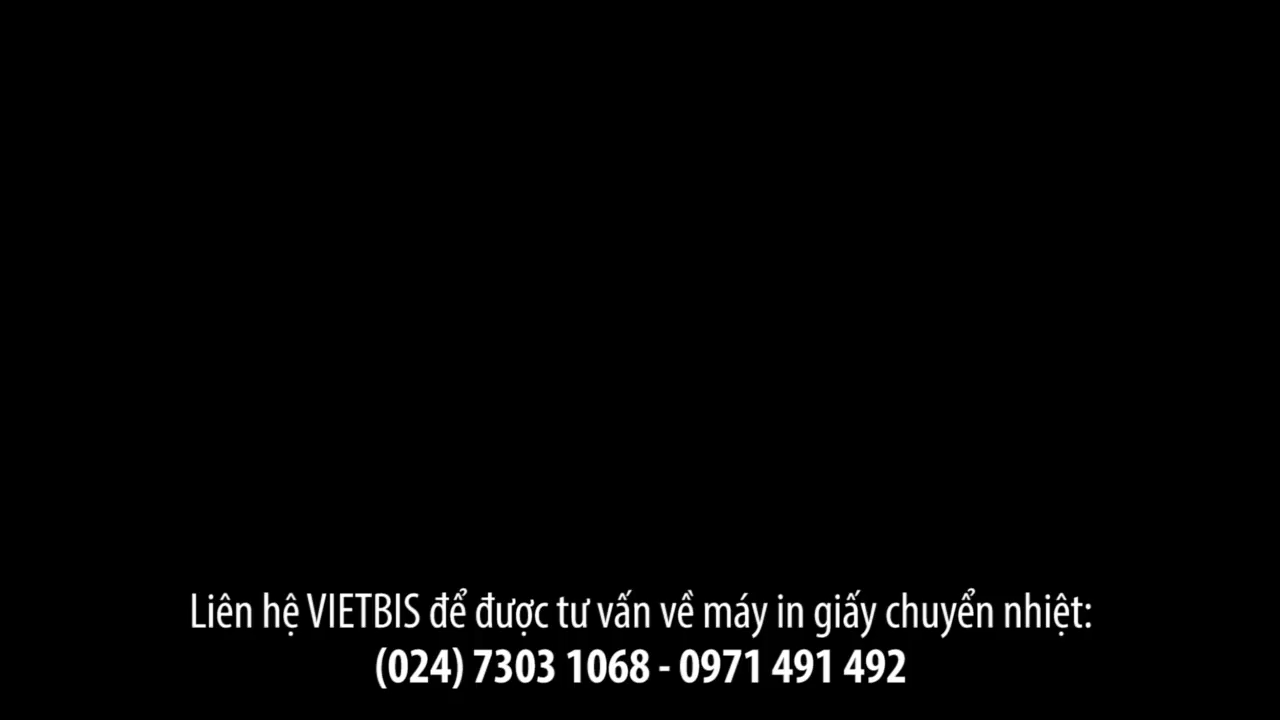 Liên hệ VIETBIS để được tư vấn về máy in giấy chuyển nhiệt:
(024) 7303 1068 - 0971 491 492